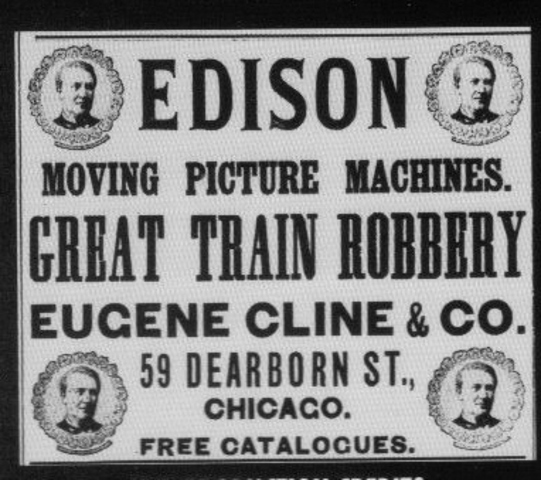 EDISON
MOVING PICTURE MACHINES.
GREAT TRAIN ROBBERY
EUGENE CLINE & CO.
59 DEARBORN ST.,
CHICAGO.
FREE CATALOGUES.